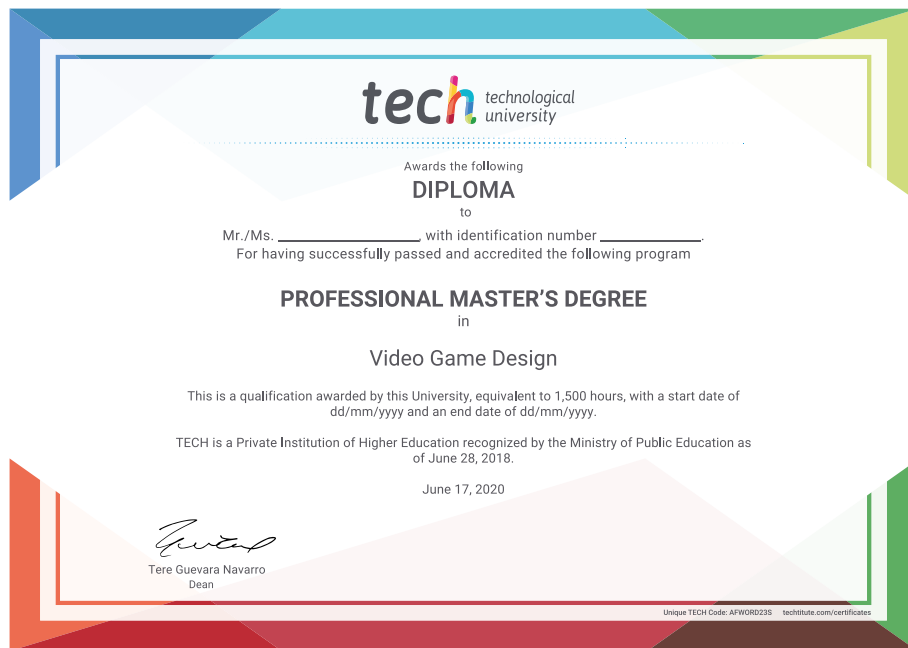 tech technological
university
Awards the following
DIPLOMA
to
Mr./Ms. ____________________, with identification number ______________.
For having successfully passed and accredited the following program
PROFESSIONAL MASTER'S DEGREE
in
Video Game Design
This is a qualification awarded by this University, equivalent to 1,500 hours, with a start date of
dd/mm/yyyy and an end date of dd/mm/yyyy.
TECH is a Private Institution of Higher Education recognized by the Ministry of Public Education as
of June 28, 2018.
June 17, 2020
Tere Guevara Navarro
Dean
Unique TECH Code: AFWORD23S techtitute.com/certificates